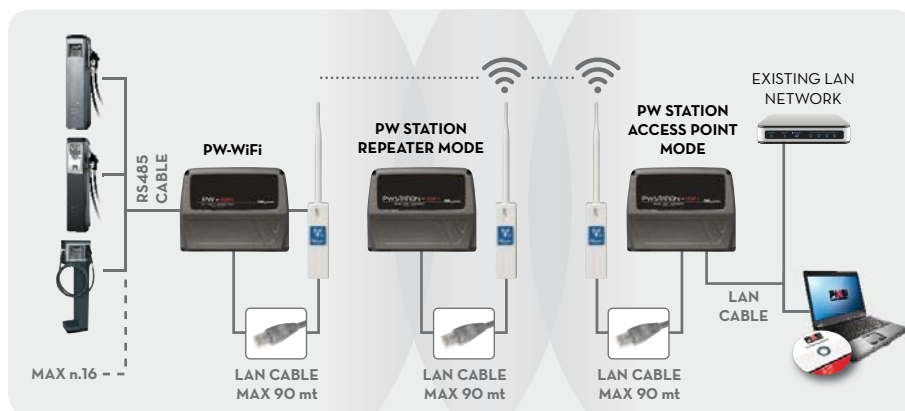 EXISTING LAN
NETWORK
PW STATION
ACCESS POINT
MODE
PW STATION
REPEATER MODE
PW-WiFi
RS485
CABLE
LAN
CABLE
MAX n.16
LAN CABLE
MAX 90 mt
LAN CABLE
MAX 90 mt
LAN CABLE
MAX 90 mt